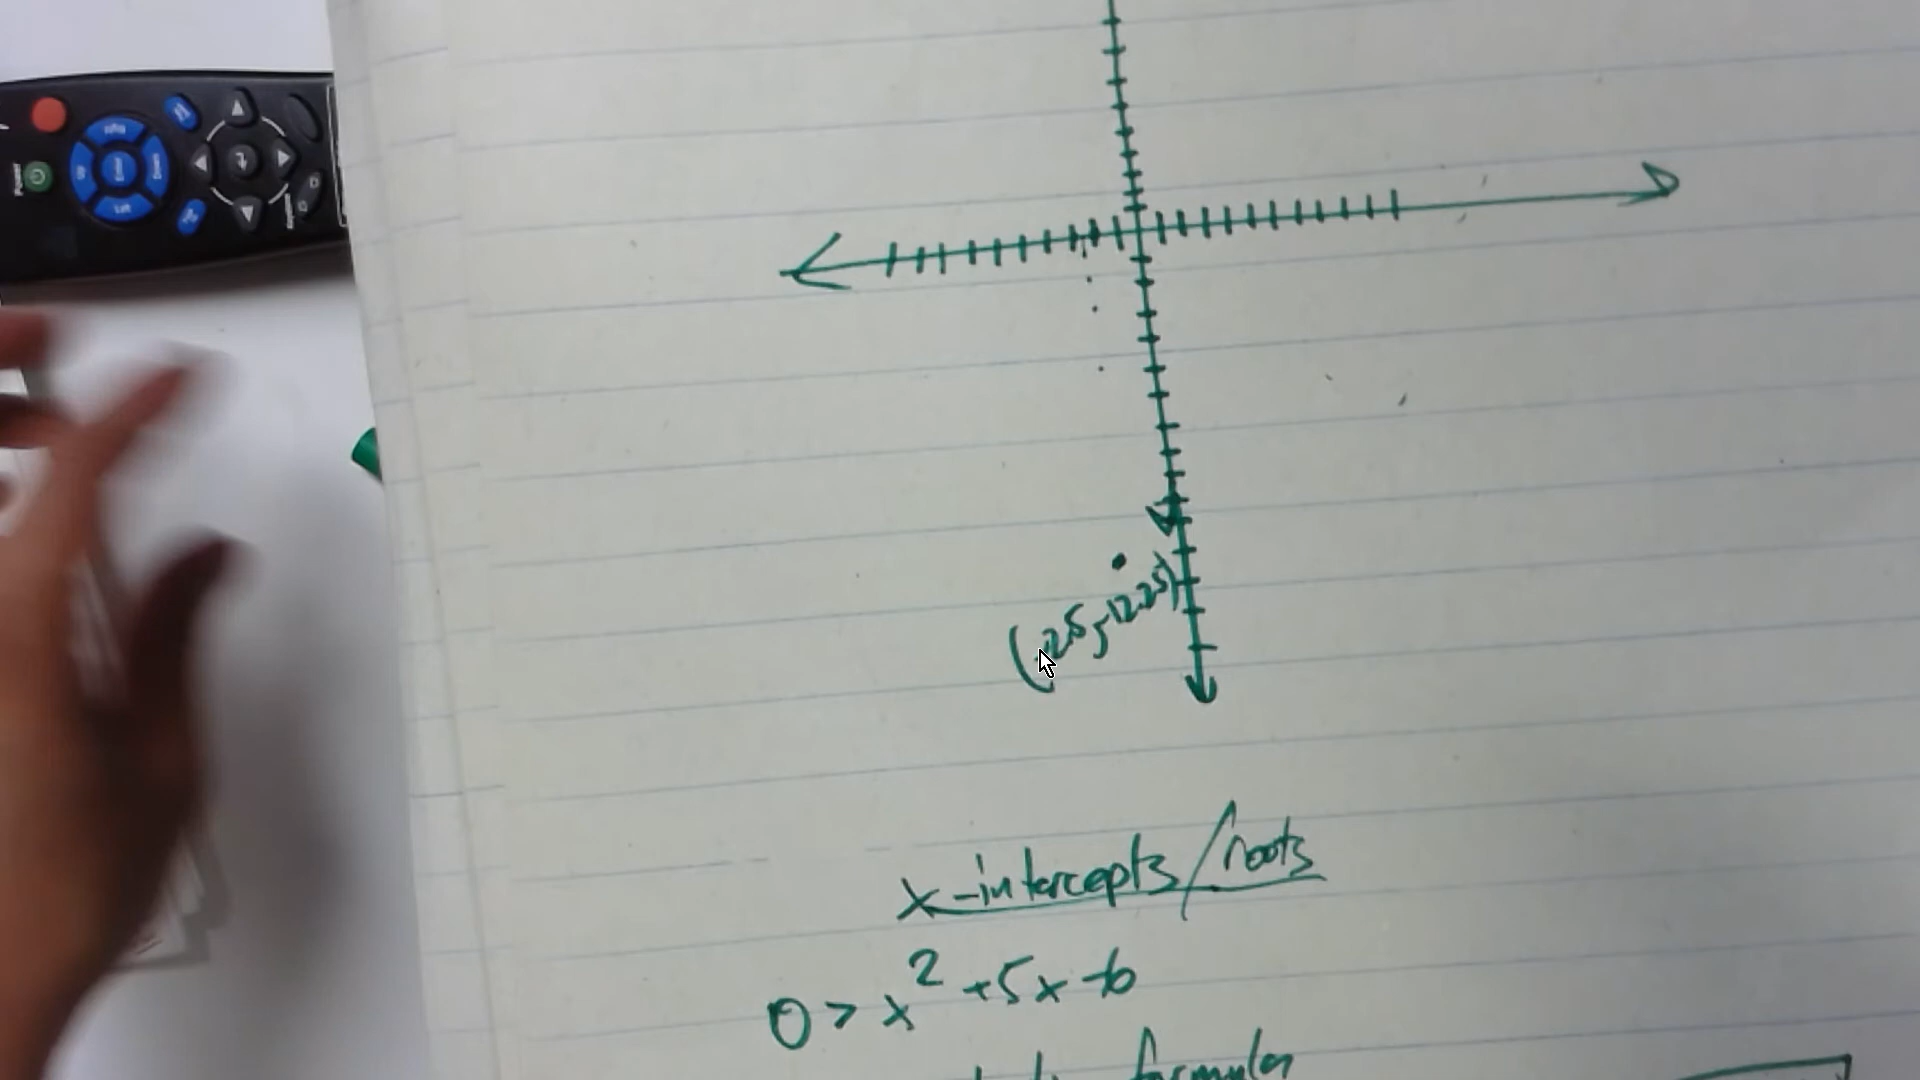 (-2.5, -12.25)
x-intercepts/roots
0 > x² + 5x - 6
formula